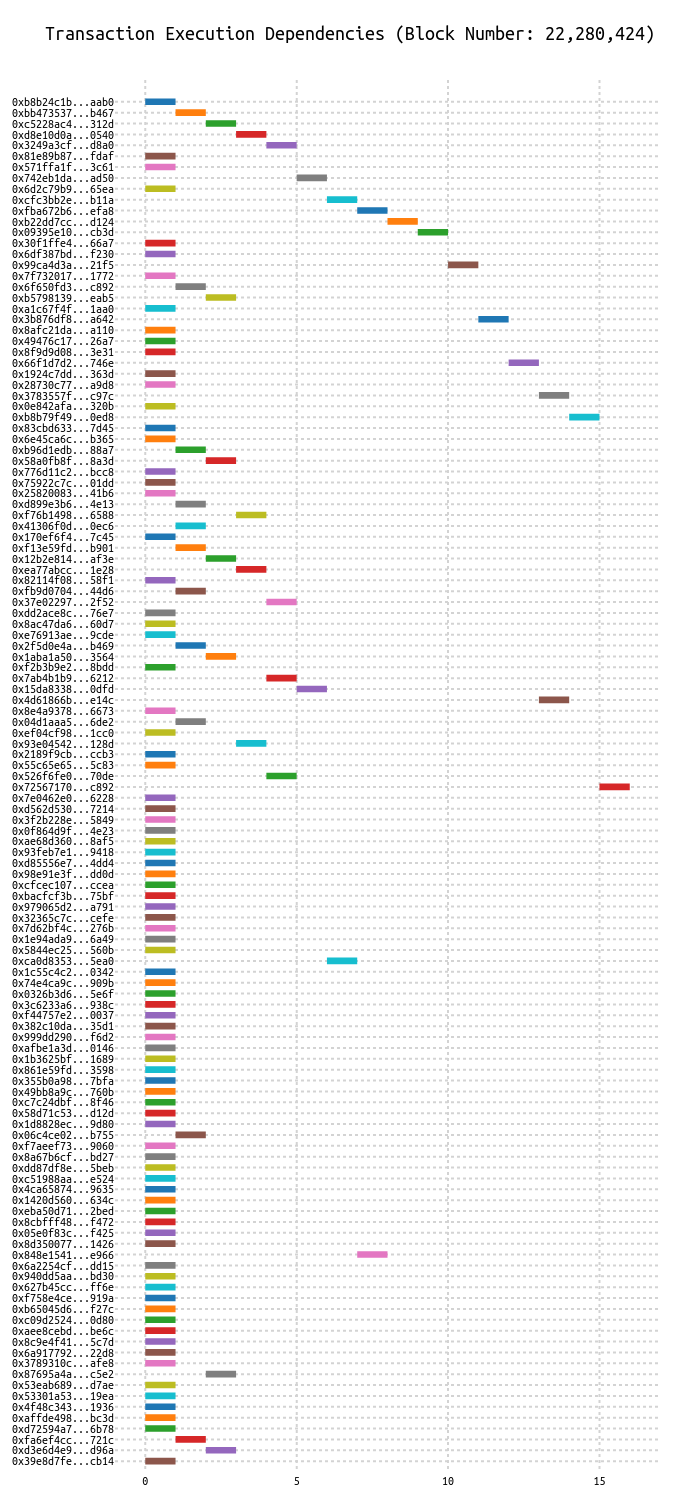 Transaction Execution Dependencies (Block Number: 22,280,424)
0xb8b24c1b...aab0
0xbb473537...b467
0xc5228ac4...312d
0xd8e10d0a...0540
0x3249a3cf...d8a0
0x81e89b87...fdaf
0x571ffa1f...3c61
0x742eb1da...ad50
0x6d2c79b9...65ea
0xcfc3bb2e...b11a
0xfba672b6...efa8
0xb22dd7cc...d124
0x09395e10...cb3d
0x30f1ffe4...66a7
0x6df387bd...f230
0x99ca4d3a...21f5
0x7f732017...1772
0x6f650fd3...c892
0xb5798139...eab5
0xa1c67f4f...1aa0
0x3b876df8...a642
0x8afc21da...a110
0x49476c17...26a7
0x8f9d9d08...3e31
0x66f1d7d2...746e
0x1924c7dd...363d
0x28730c77...a9d8
0x3783557f...c97c
0x0e842afa...320b
0xb8b79f49...0ed8
0x83cbd633...7d45
0x6e45ca6c...b365
0xb96d1edb...88a7
0x58a0fb8f...8a3d
0x776d11c2...bcc8
0x75922c7c...01dd
0x25820083...41b6
0xd899e3b6...4e13
0xf76b1498...6588
0x41306f0d...0ec6
0x170ef6f4...7c45
0xf13e59fd...b901
0x12b2e814...af3e
0xea77abcc...1e28
0x82114f08...58f1
0xfb9d0704...44d6
0x37e02297...2f52
0xdd2ace8c...76e7
0x8ac47da6...60d7
0xe76913ae...9cde
0x2f5d0e4a...b469
0x1aba1a50...3564
0xf2b3b9e2...8bdd
0x7ab4b1b9...6212
0x15da8338...0dfd
0x4d61866b...e14c
0x8e4a9378...6673
0x04d1aaa5...6de2
0xef04cf98...1cc0
0x93e04542...128d
0x2189f9cb...ccb3
0x55c65e65...5c83
0x526f6fe0...70de
0x72567170...c892
0x7e0462e0...6228
0xd562d530...7214
0x3f2b228e...5849
0x0f864d9f...4e23
0xae68d360...8af5
0x93feb7e1...9418
0xd85556e7...4dd4
0x98e91e3f...dd0d
0xcfcec107...ccea
0xbacfcf3b...75bf
0x979065d2...a791
0x32365c7c...cefe
0x7d62bf4c...276b
0x1e94ada9...6a49
0x5844ec25...560b
0xca0d8353...5ea0
0x1c55c4c2...0342
0x74e4ca9c...909b
0x0326b3d6...5e6f
0x3c6233a6...938c
0xf44757e2...0037
0x382c10da...35d1
0x999dd290...f6d2
0xafbe1a3d...0146
0x1b3625bf...1689
0x861e59fd...3598
0x355b0a98...7bfa
0x49bb8a9c...760b
0xc7c24dbf...8f46
0x58d71c53...d12d
0x1d8828ec...9d80
0x06c4ce02...b755
0xf7aeef73...9060
0x8a67b6cf...bd27
0xdd87df8e...5beb
0xc51988aa...e524
0x4ca65874...9635
0x1420d560...634c
0xeba50d71...2bed
0x8cbfff48...f472
0x05e0f83c...f425
0x8d350077...1426
0x848e1541...e966
0x6a2254cf...dd15
0x940dd5aa...bd30
0x627b45cc...ff6e
0xf758e4ce...919a
0xb65045d6...f27c
0xc09d2524...0d80
0xaee8cebd...be6c
0x8c9e4f41...5c7d
0x6a917792...22d8
0x3789310c...afe8
0x87695a4a...c5e2
0x53eab689...d7ae
0x53301a53...19ea
0x4f48c343...1936
0xaffde498...bc3d
0xd72594a7...6b78
0xfa6ef4cc...721c
0xd3e6d4e9...d96a
0x39e8d7fe...cb14
0 5 10 15